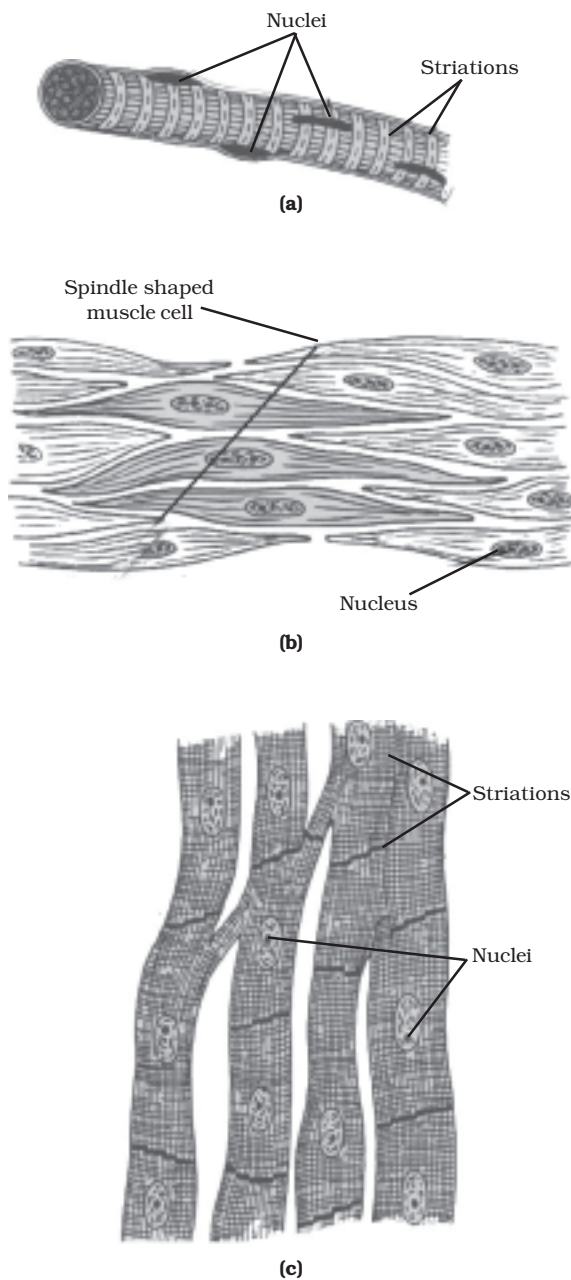 Nuclei
Striations
(a)
Spindle shaped
muscle cell
Nucleus
(b)
Striations
Nuclei
(c)